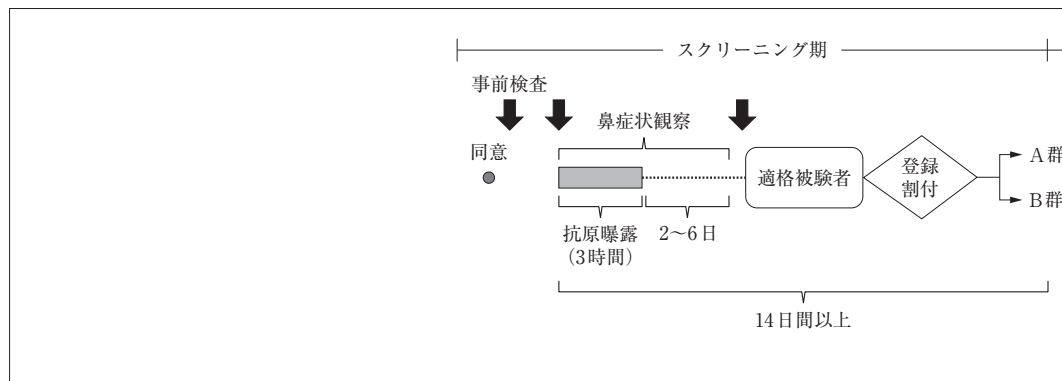 スクリーニング期
事前検査
鼻症状観察
同意
適格被験者
登録
割付
A群
B群
抗原曝露
(3時間)
2〜6日
14日間以上